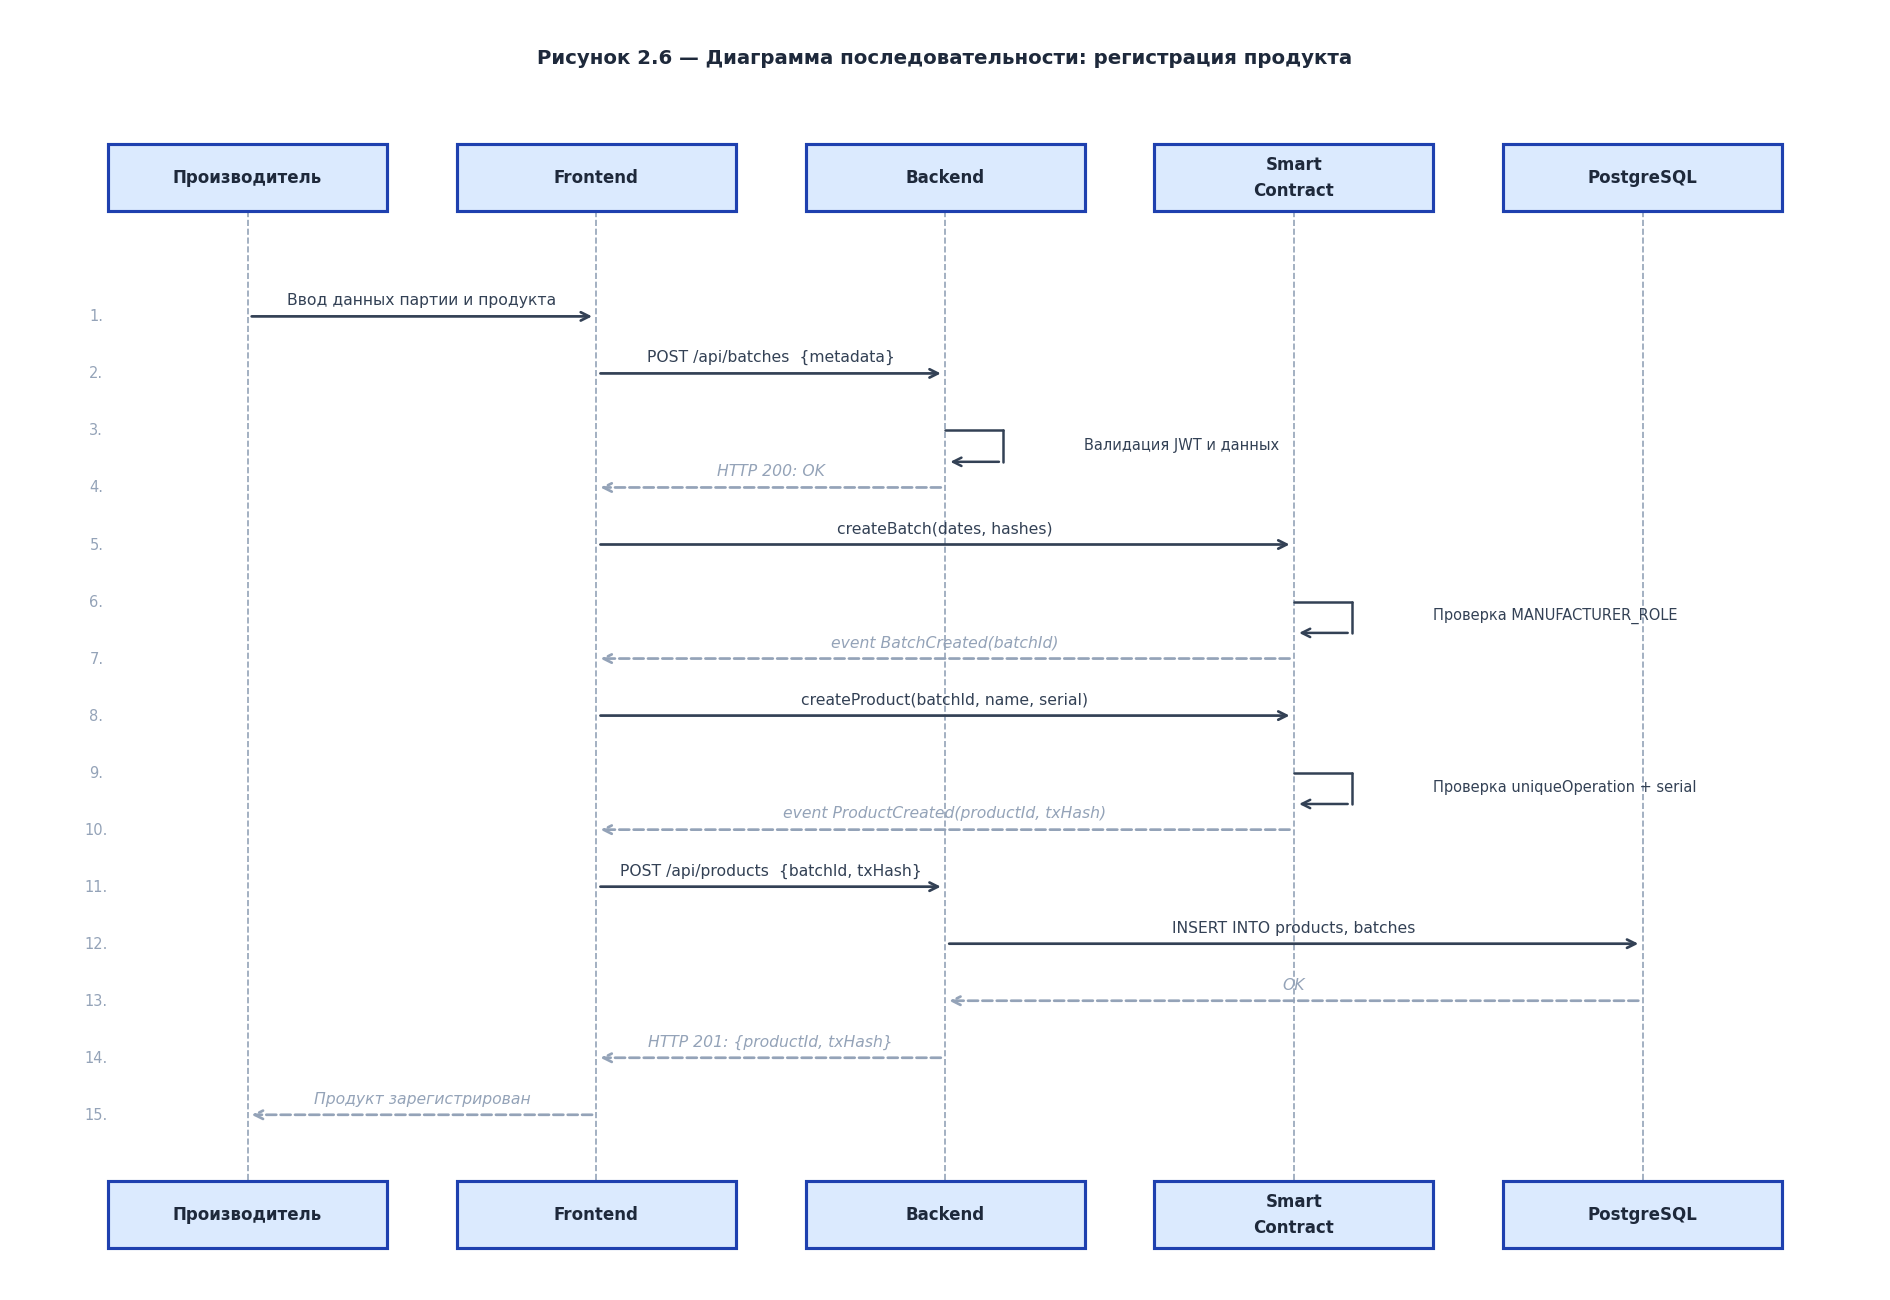 Рисунок 2.6 — Диаграмма последовательности: регистрация продукта
Производитель
Frontend
Backend
Smart
Contract
PostgreSQL
Ввод данных партии и продукта
1.
POST /api/batches {metadata}
2.
3.
Валидация JWT и данных
HTTP 200: OK
4.
createBatch(dates, hashes)
5.
6.
Проверка MANUFACTURER_ROLE
event BatchCreated(batchId)
7.
createProduct(batchId, name, serial)
8.
9.
Проверка uniqueOperation + serial
event ProductCreated(productId, txHash)
10.
POST /api/products {batchId, txHash}
11.
INSERT INTO products, batches
12.
OK
13.
HTTP 201: {productId, txHash}
14.
Продукт зарегистрирован
15.
Производитель
Frontend
Backend
Smart
Contract
PostgreSQL